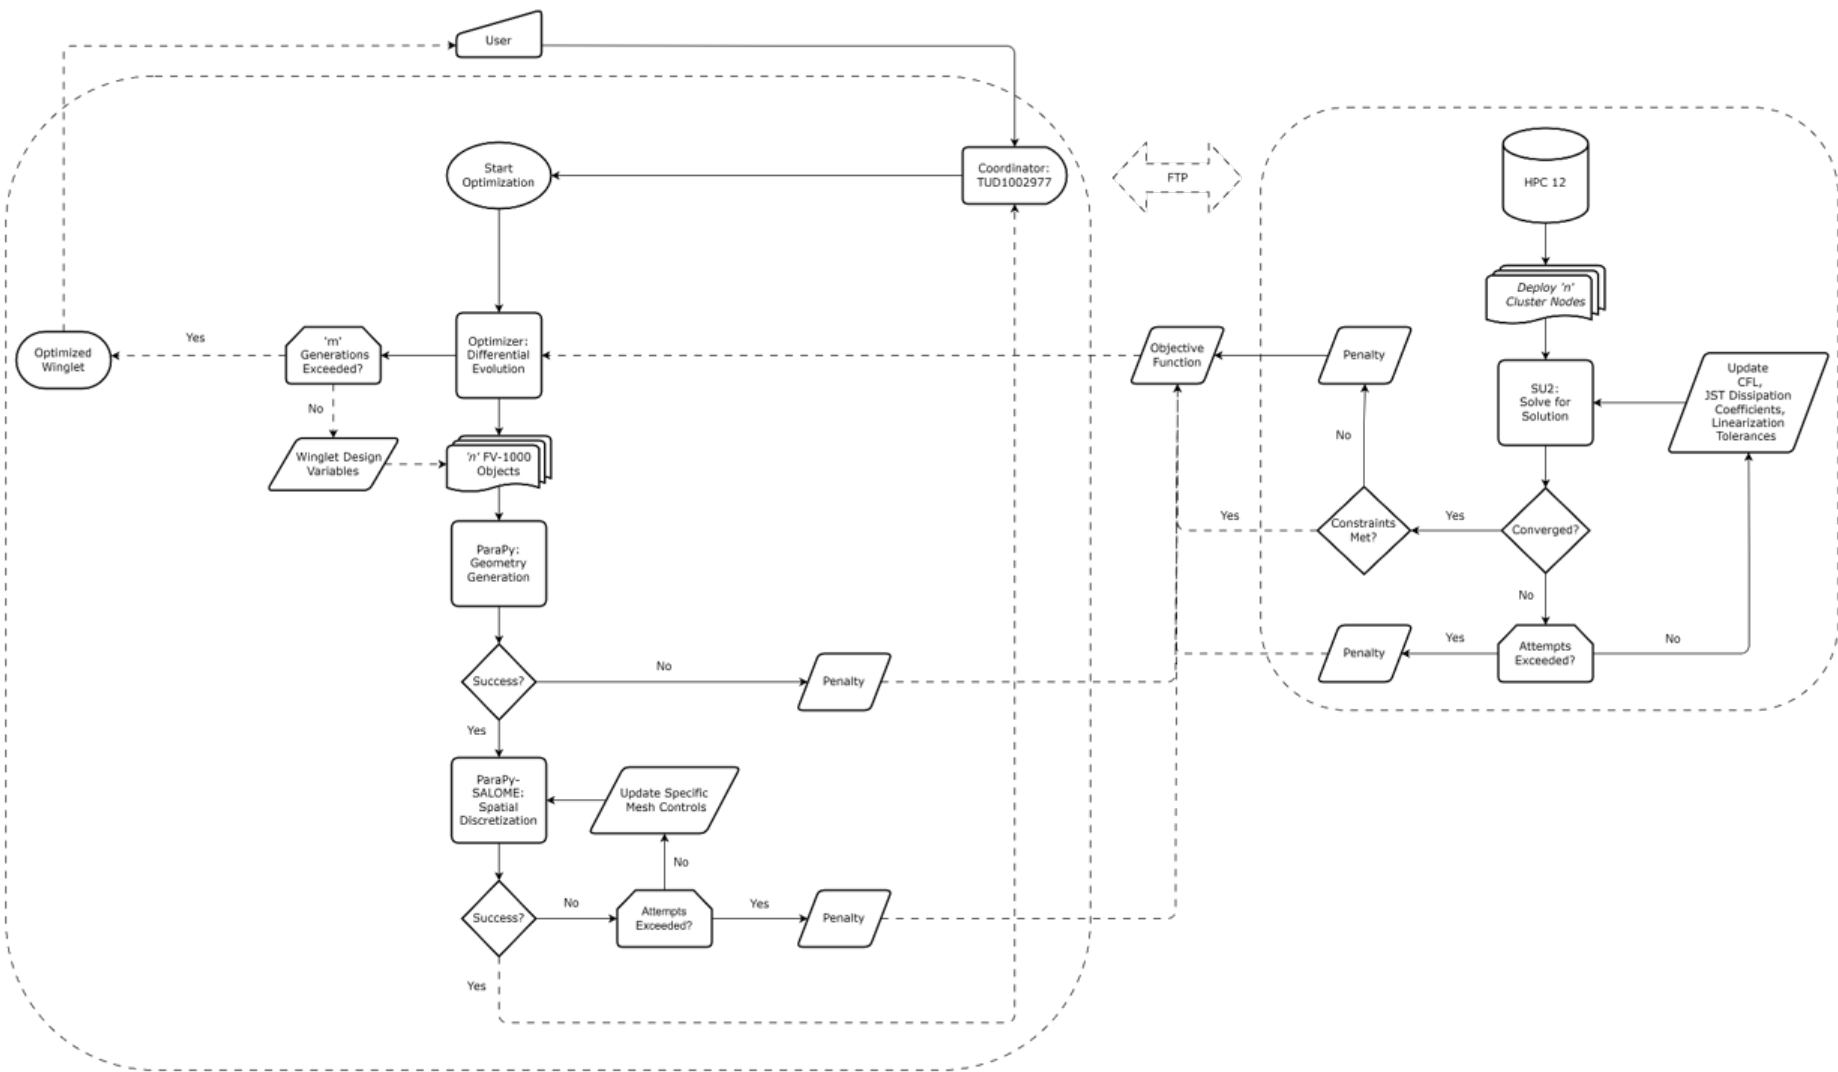 User
Start
Optimization
Coordinator:
TUD1002977
FTP
HPC 12
Deploy 'n'
Cluster Nodes
Optimized
Winglet
Yes
'm'
Generations
Exceeded?
No
Optimizer:
Differential
Evolution
Winglet Design
Variables
'n' FV-1000
Objects
ParaPy:
Geometry
Generation
Success?
No
Penalty
Yes
ParaPy-
SALOME:
Spatial
Discretization
Update Specific
Mesh Controls
No
Success?
No
Attempts
Exceeded?
Yes
Penalty
Yes
Objective
Function
Penalty
No
Yes
Constraints
Met?
Yes
SU2:
Solve for
Solution
Update
CFL,
JST Dissipation
Coefficients,
Linearization
Tolerances
Converged?
No
Penalty
Yes
Attempts
Exceeded?
No